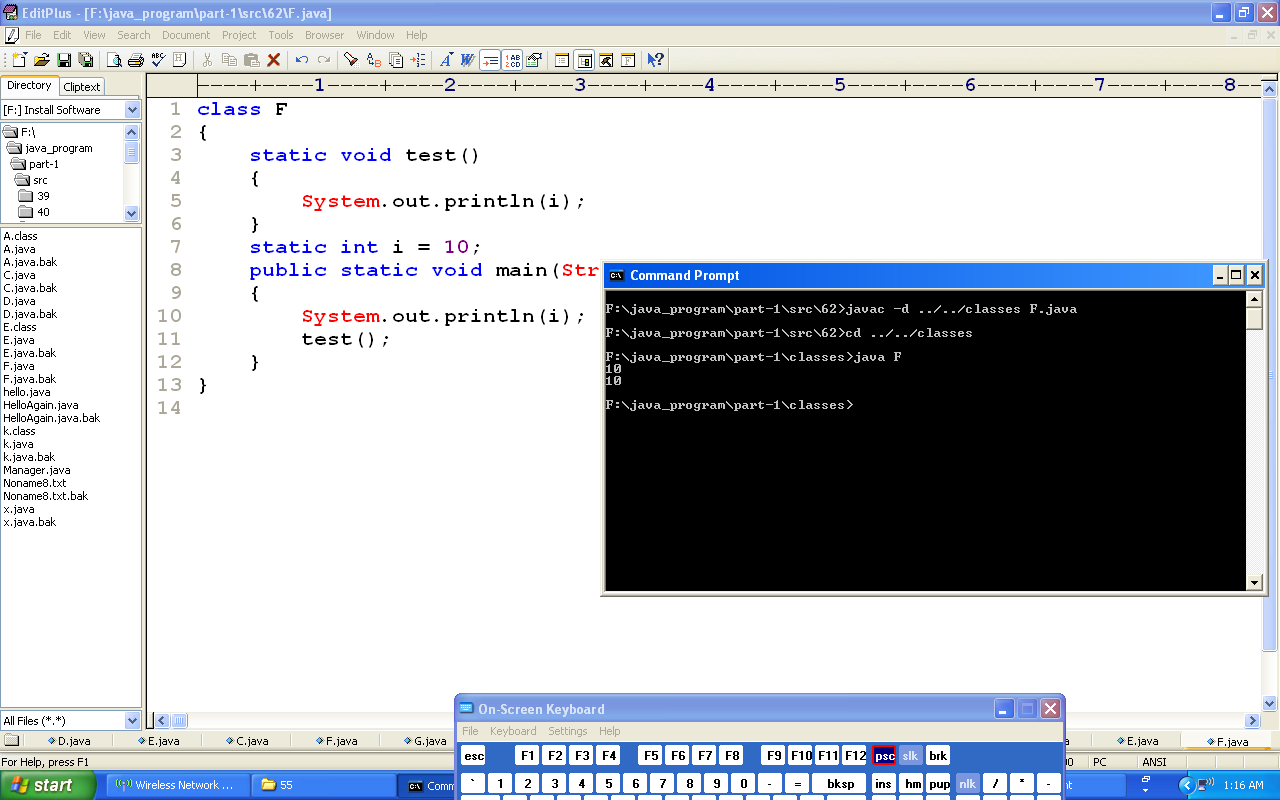 EditPlus - [F:\java_program\part-1\src\62\F.java]
File Edit View Search Document Project Tools Browser Window Help
Directory Cliptext
[F:] Install Software
F:\
java_program
part-1
src
39
40
A.class
A.java
A.java.bak
C.java
C.java.bak
D.java
D.java.bak
E.class
E.java
E.java.bak
F.java
F.java.bak
hello.java
HelloAgain.java
HelloAgain.java.bak
k.class
k.java
k.java.bak
Manager.java
Noname8.txt
Noname8.txt.bak
x.java
x.java.bak
All Files (*.*)
----+----1----+----2----+----3----+----4----+----5----+----6----+----7----+----8--
1 class F
2 {
3 static void test()
4 {
5 System.out.println(i);
6 }
7 static int i = 10;
8 public static void main(Str
9 {
10 System.out.println(i);
11 test();
12 }
13 }
14
Command Prompt
F:\java_program\part-1\src\62>javac -d ../../classes F.java
F:\java_program\part-1\src\62>cd ../../classes
F:\java_program\part-1\classes>java F
10
10
F:\java_program\part-1\classes>
On-Screen Keyboard
File Keyboard Settings Help
esc F1 F2 F3 F4 F5 F6 F7 F8 F9 F10 F11 F12 psc slk brk
` 1 2 3 4 5 6 7 8 9 0 - = bksp ins hm pup nlk / * -
D.java E.java C.java F.java G.java a E.java F.java
For Help, press F1 00 PC ANSI
start Wireless Network ... 55 Comm nt 1:16 AM